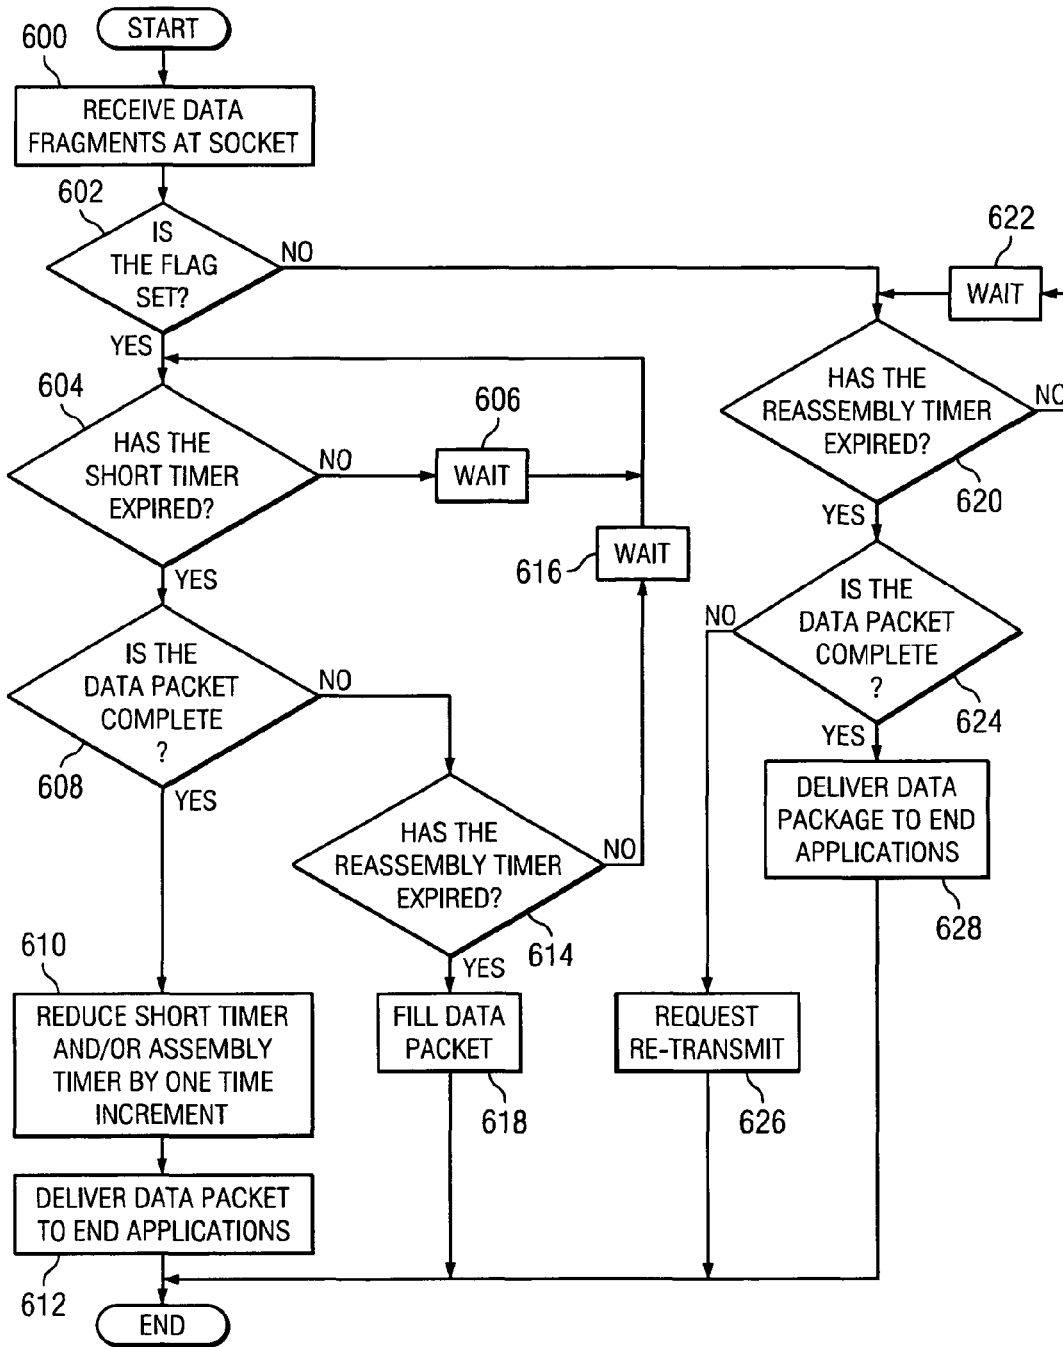 START
600
RECEIVE DATA
FRAGMENTS AT SOCKET
602
IS
THE FLAG
SET?
NO
YES
622
WAIT
604
HAS THE
SHORT TIMER
EXPIRED?
NO
YES
606
WAIT
616
WAIT
HAS THE
REASSEMBLY TIMER
EXPIRED?
NO
620
YES
IS THE
DATA PACKET
COMPLETE
?
NO
608
YES
IS THE
DATA PACKET
COMPLETE
?
NO
624
YES
HAS THE
REASSEMBLY TIMER
EXPIRED?
NO
614
YES
DELIVER DATA
PACKAGE TO END
APPLICATIONS
628
610
REDUCE SHORT TIMER
AND/OR ASSEMBLY
TIMER BY ONE TIME
INCREMENT
FILL DATA
PACKET
618
REQUEST
RE-TRANSMIT
626
DELIVER DATA PACKET
TO END APPLICATIONS
612
END